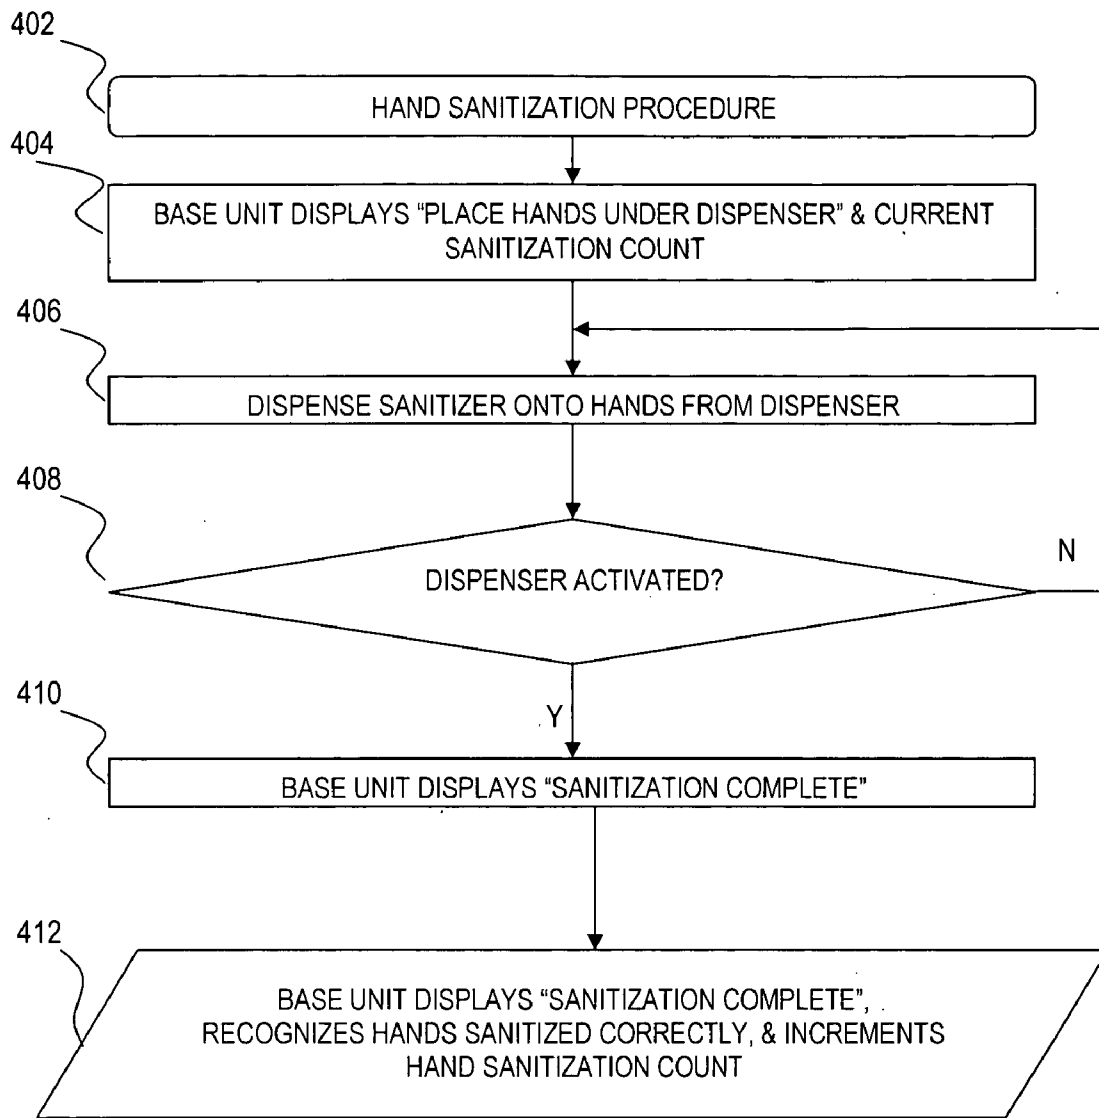 402
HAND SANITIZATION PROCEDURE
404
BASE UNIT DISPLAYS “PLACE HANDS UNDER DISPENSER” & CURRENT
SANITIZATION COUNT
406
DISPENSE SANITIZER ONTO HANDS FROM DISPENSER
408
DISPENSER ACTIVATED?
N
410
Y
BASE UNIT DISPLAYS “SANITIZATION COMPLETE”
412
BASE UNIT DISPLAYS “SANITIZATION COMPLETE”,
RECOGNIZES HANDS SANITIZED CORRECTLY, & INCREMENTS
HAND SANITIZATION COUNT